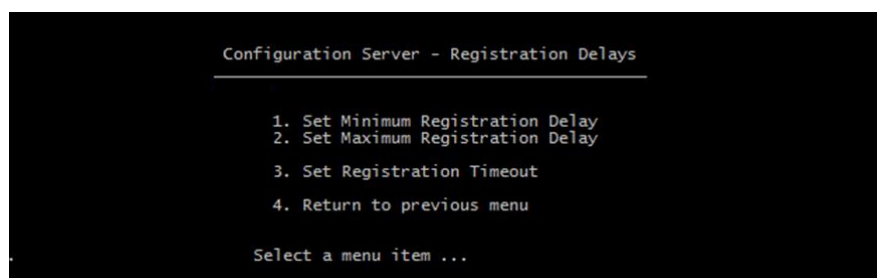 Configuration Server - Registration Delays
1. Set Minimum Registration Delay
2. Set Maximum Registration Delay
3. Set Registration Timeout
4. Return to previous menu
Select a menu item ...